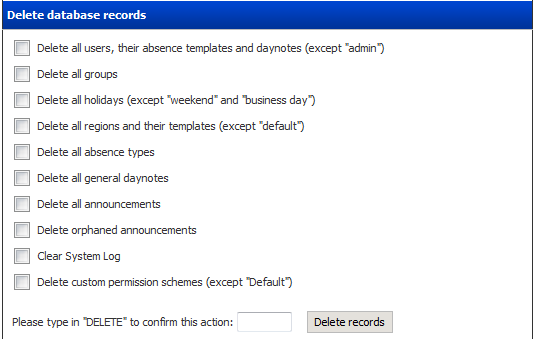 Delete database records
Delete all users, their absence templates and daynotes (except "admin")
Delete all groups
Delete all holidays (except "weekend" and "business day")
Delete all regions and their templates (except "default")
Delete all absence types
Delete all general daynotes
Delete all announcements
Delete orphaned announcements
Clear System Log
Delete custom permission schemes (except "Default")
Please type in "DELETE" to confirm this action: Delete records